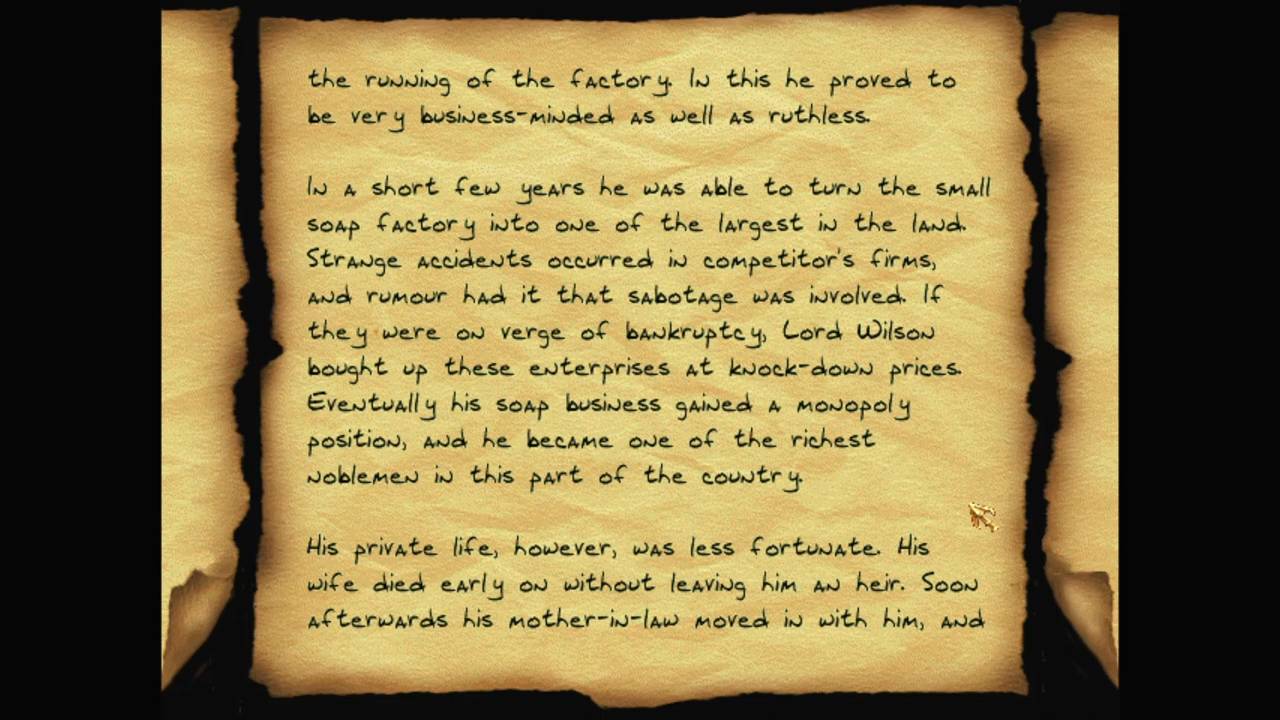 the running of the factory. In this he proved to
be very business-minded as well as ruthless.
In a short few years he was able to turn the small
soap factory into one of the largest in the land.
Strange accidents occurred in competitor's firms,
and rumour had it that sabotage was involved. If
they were on verge of bankruptcy, Lord Wilson
bought up these enterprises at knock-down prices.
Eventually his soap business gained a monopoly
position, and he became one of the richest
noblemen in this part of the country.
His private life, however, was less fortunate. His
wife died early on without leaving him an heir. Soon
afterwards his mother-in-law moved in with him, and